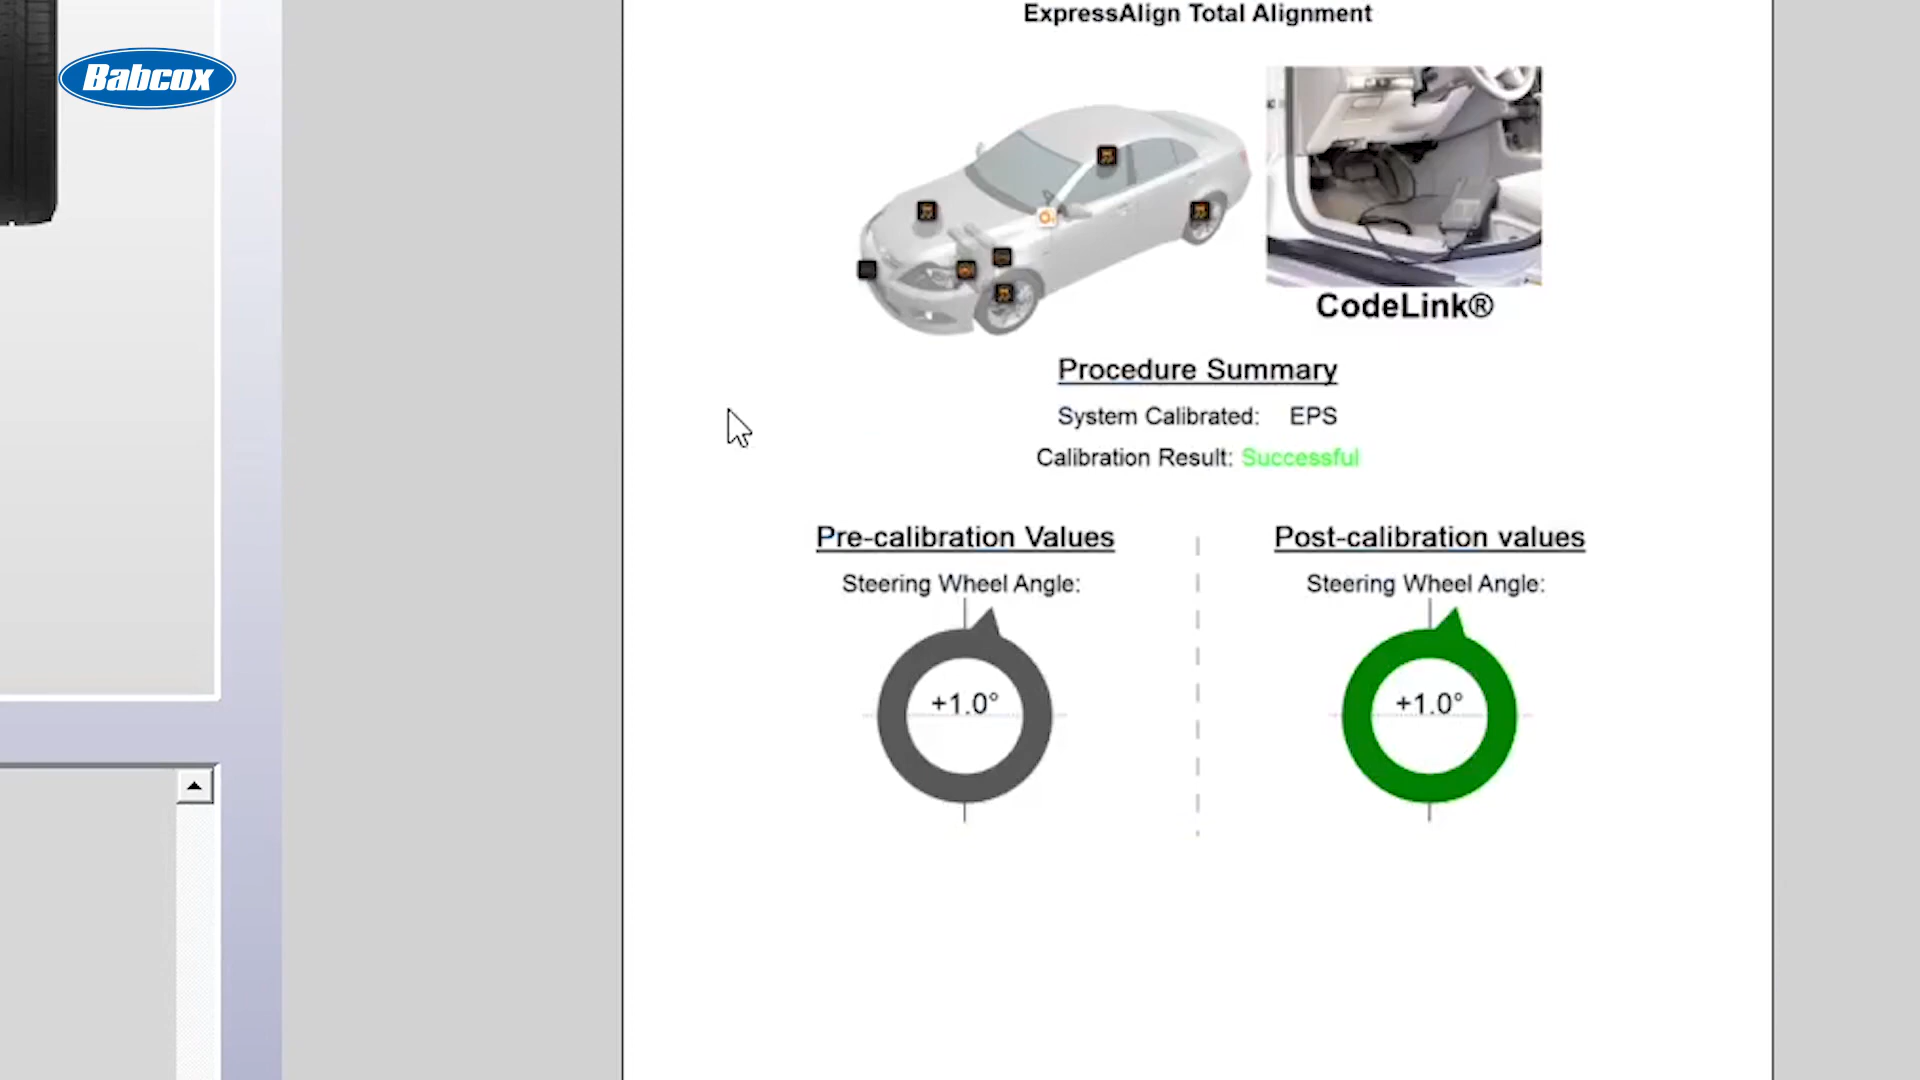 Babcox
ExpressAlign Total Alignment
CodeLink®
Procedure Summary
System Calibrated: EPS
Calibration Result: Successful
Pre-calibration Values
Steering Wheel Angle:
+1.0°
Post-calibration values
Steering Wheel Angle:
+1.0°